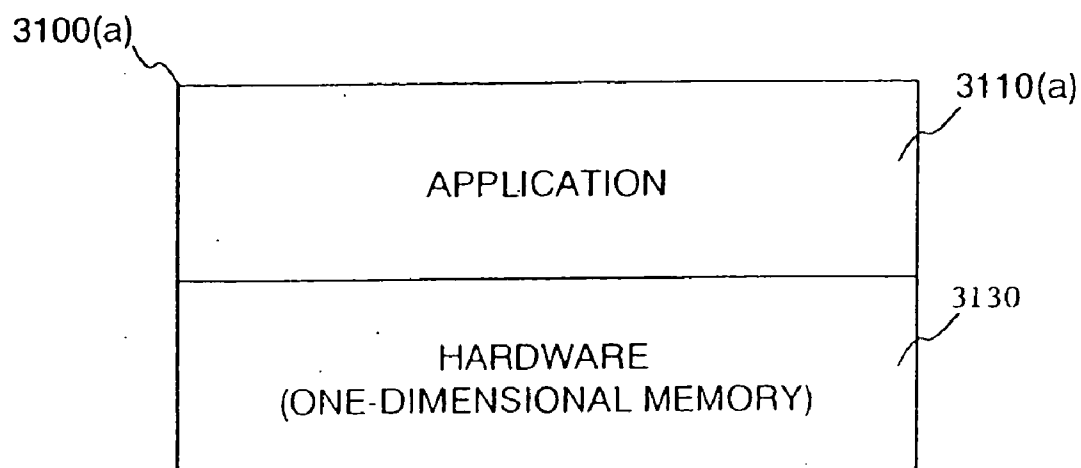 3100(a)
3110(a)
APPLICATION
3130
HARDWARE
(ONE-DIMENSIONAL MEMORY)